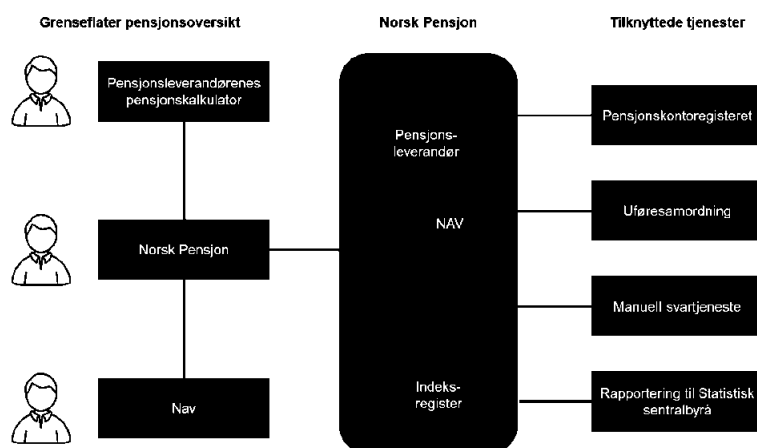 Grenseflater pensjonsoversikt
Norsk Pensjon
Tilknyttede tjenester
Pensjonsleverandørenes
pensjonskalkulator
Norsk Pensjon
Nav
Pensjons-
leverandør
NAV
Indeks-
register
Pensjonskontoregisteret
Uføresamordning
Manuell svartjeneste
Rapportering til Statistisk
sentralbyrå